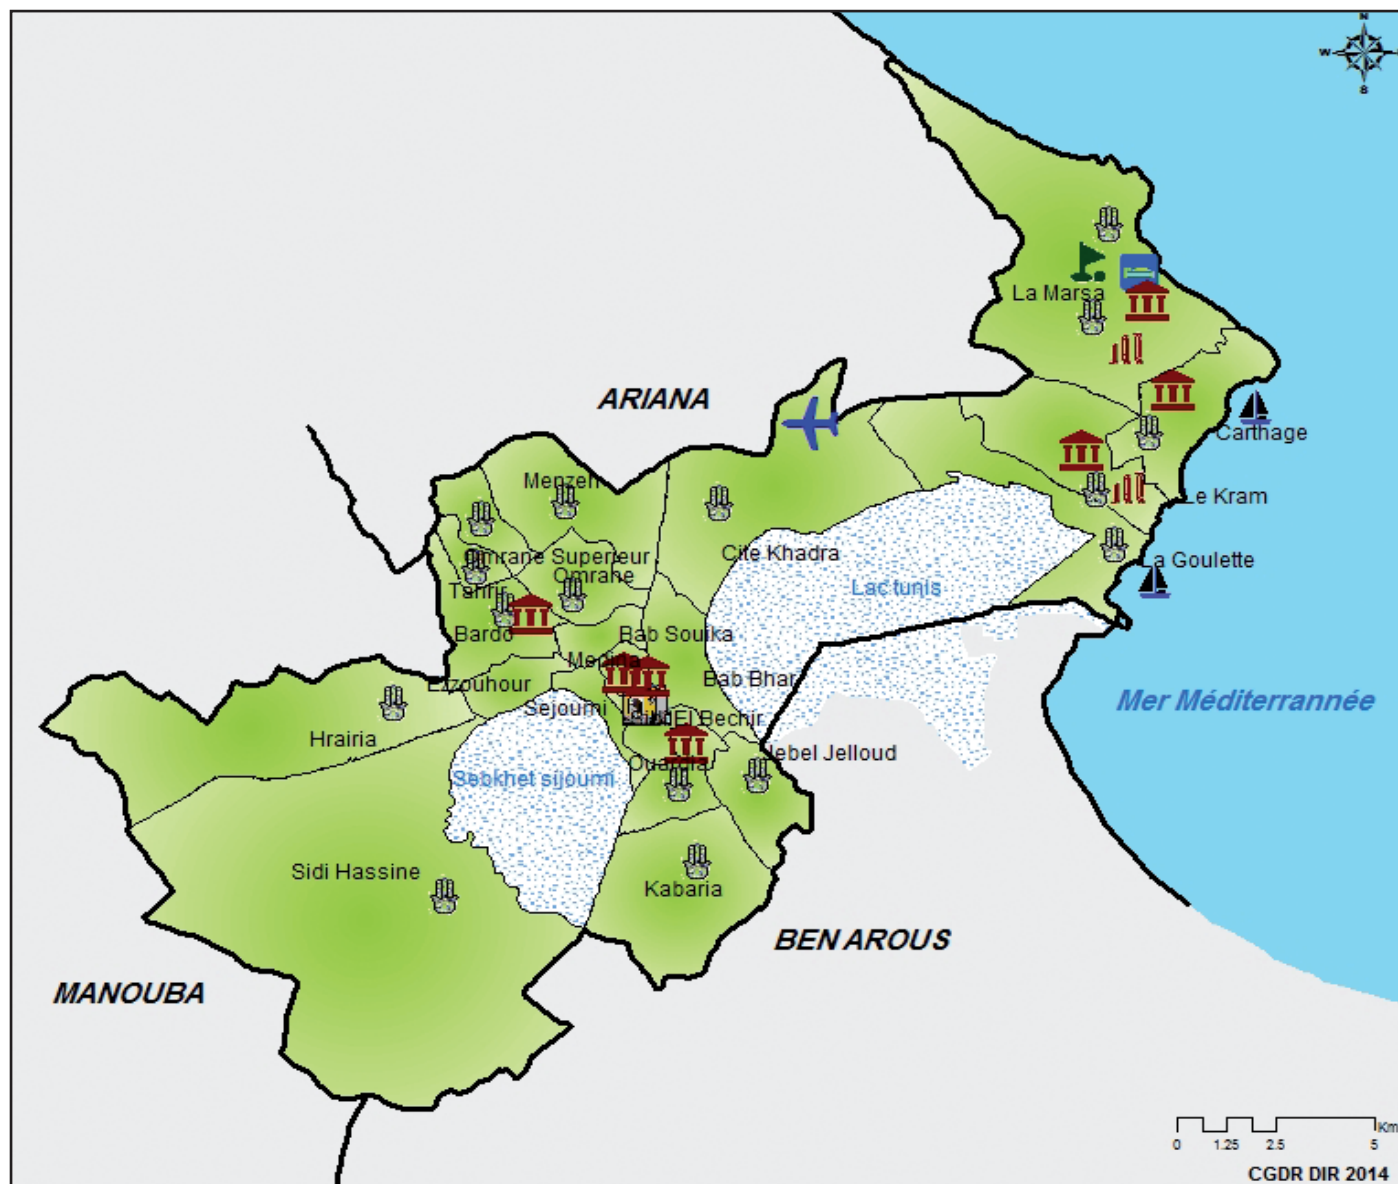 N
W
S
La Marsa
ARIANA
Carthage
Menzeh
Le Kram
Cite Khadra
Omrane Superieur
La Goulette
Omrane
Lac tunis
Tahrir
Bardo
Bab Souika
Medina
Bab Bhar
Ezzouhour
Mer Méditerrannée
Sejoumi
Sidi El Bechir
Hrairia
Jebel Jelloud
Ouardia
Sebkhet sijoumi
Sidi Hassine
Kabaria
BEN AROUS
MANOUBA
Km
0 1.25 2.5 5
CGDR DIR 2014